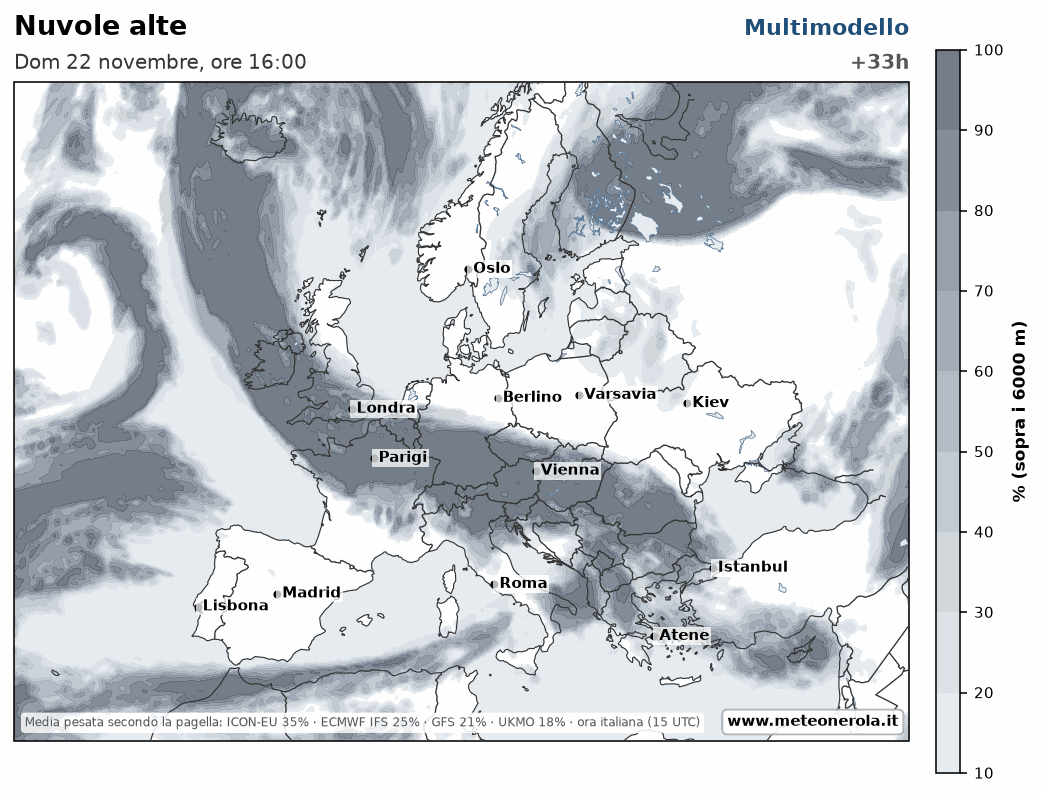 Nuvole alte
Multimodello
Dom 22 novembre, ore 16:00
+33h
100
90
80
70
60
50
40
30
20
10
% (sopra i 6000 m)
Oslo
Berlino
Varsavia
Kiev
Londra
Parigi
Vienna
Istanbul
Roma
Madrid
Lisbona
Atene
Media pesata secondo la pagella: ICON-EU 35% · ECMWF IFS 25% · GFS 21% · UKMO 18% · ora italiana (15 UTC)
www.meteonerola.it